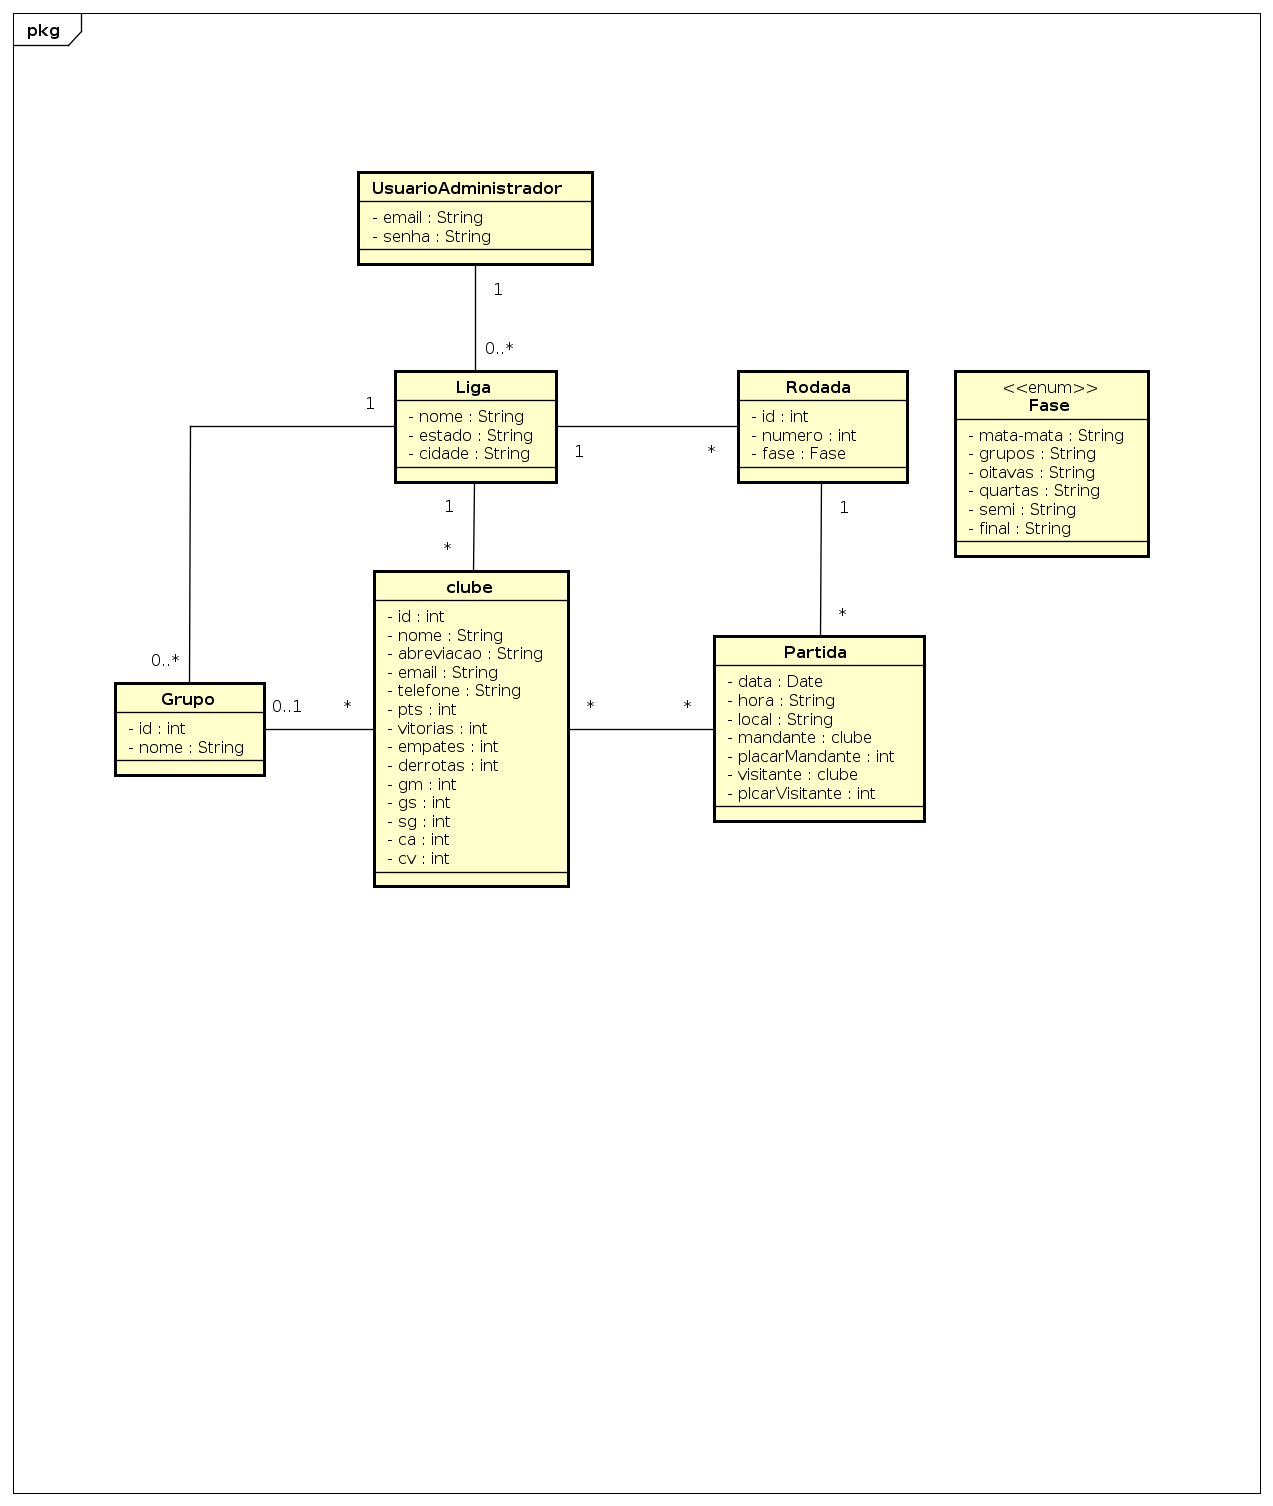 pkg
UsuarioAdministrador
- email : String
- senha : String
1
0..*
Liga
- nome : String
- estado : String
- cidade : String
1
1
*
Rodada
- id : int
- numero : int
- fase : Fase
<<enum>>
Fase
- mata-mata : String
- grupos : String
- oitavas : String
- quartas : String
- semi : String
- final : String
1
*
1
*
0..*
Grupo
- id : int
- nome : String
0..1
*
clube
- id : int
- nome : String
- abreviacao : String
- email : String
- telefone : String
- pts : int
- vitorias : int
- empates : int
- derrotas : int
- gm : int
- gs : int
- sg : int
- ca : int
- cv : int
*
*
Partida
- data : Date
- hora : String
- local : String
- mandante : clube
- placarMandante : int
- visitante : clube
- plcarVisitante : int